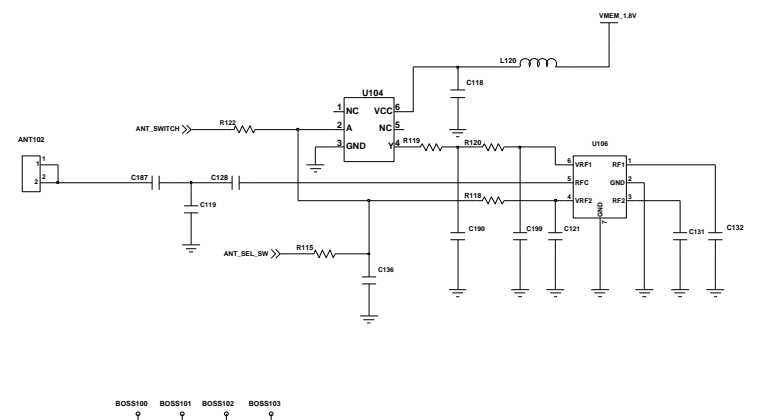 VMEM_1.8V
L120
C118
U104
1 NC VCC 6
2 A NC 5
3 GND Y 4
R122
ANT_SWITCH
R119
R120
U106
ANT102
1 1
2 2
6 VRF1 RF1 1
5 RFC GND 2
4 VRF2 RF2 3
GND
7
C187
C128
C119
R118
C190
C199
C121
C131
C132
ANT_SEL_SW
R115
C136
BOSS100 BOSS101 BOSS102 BOSS103